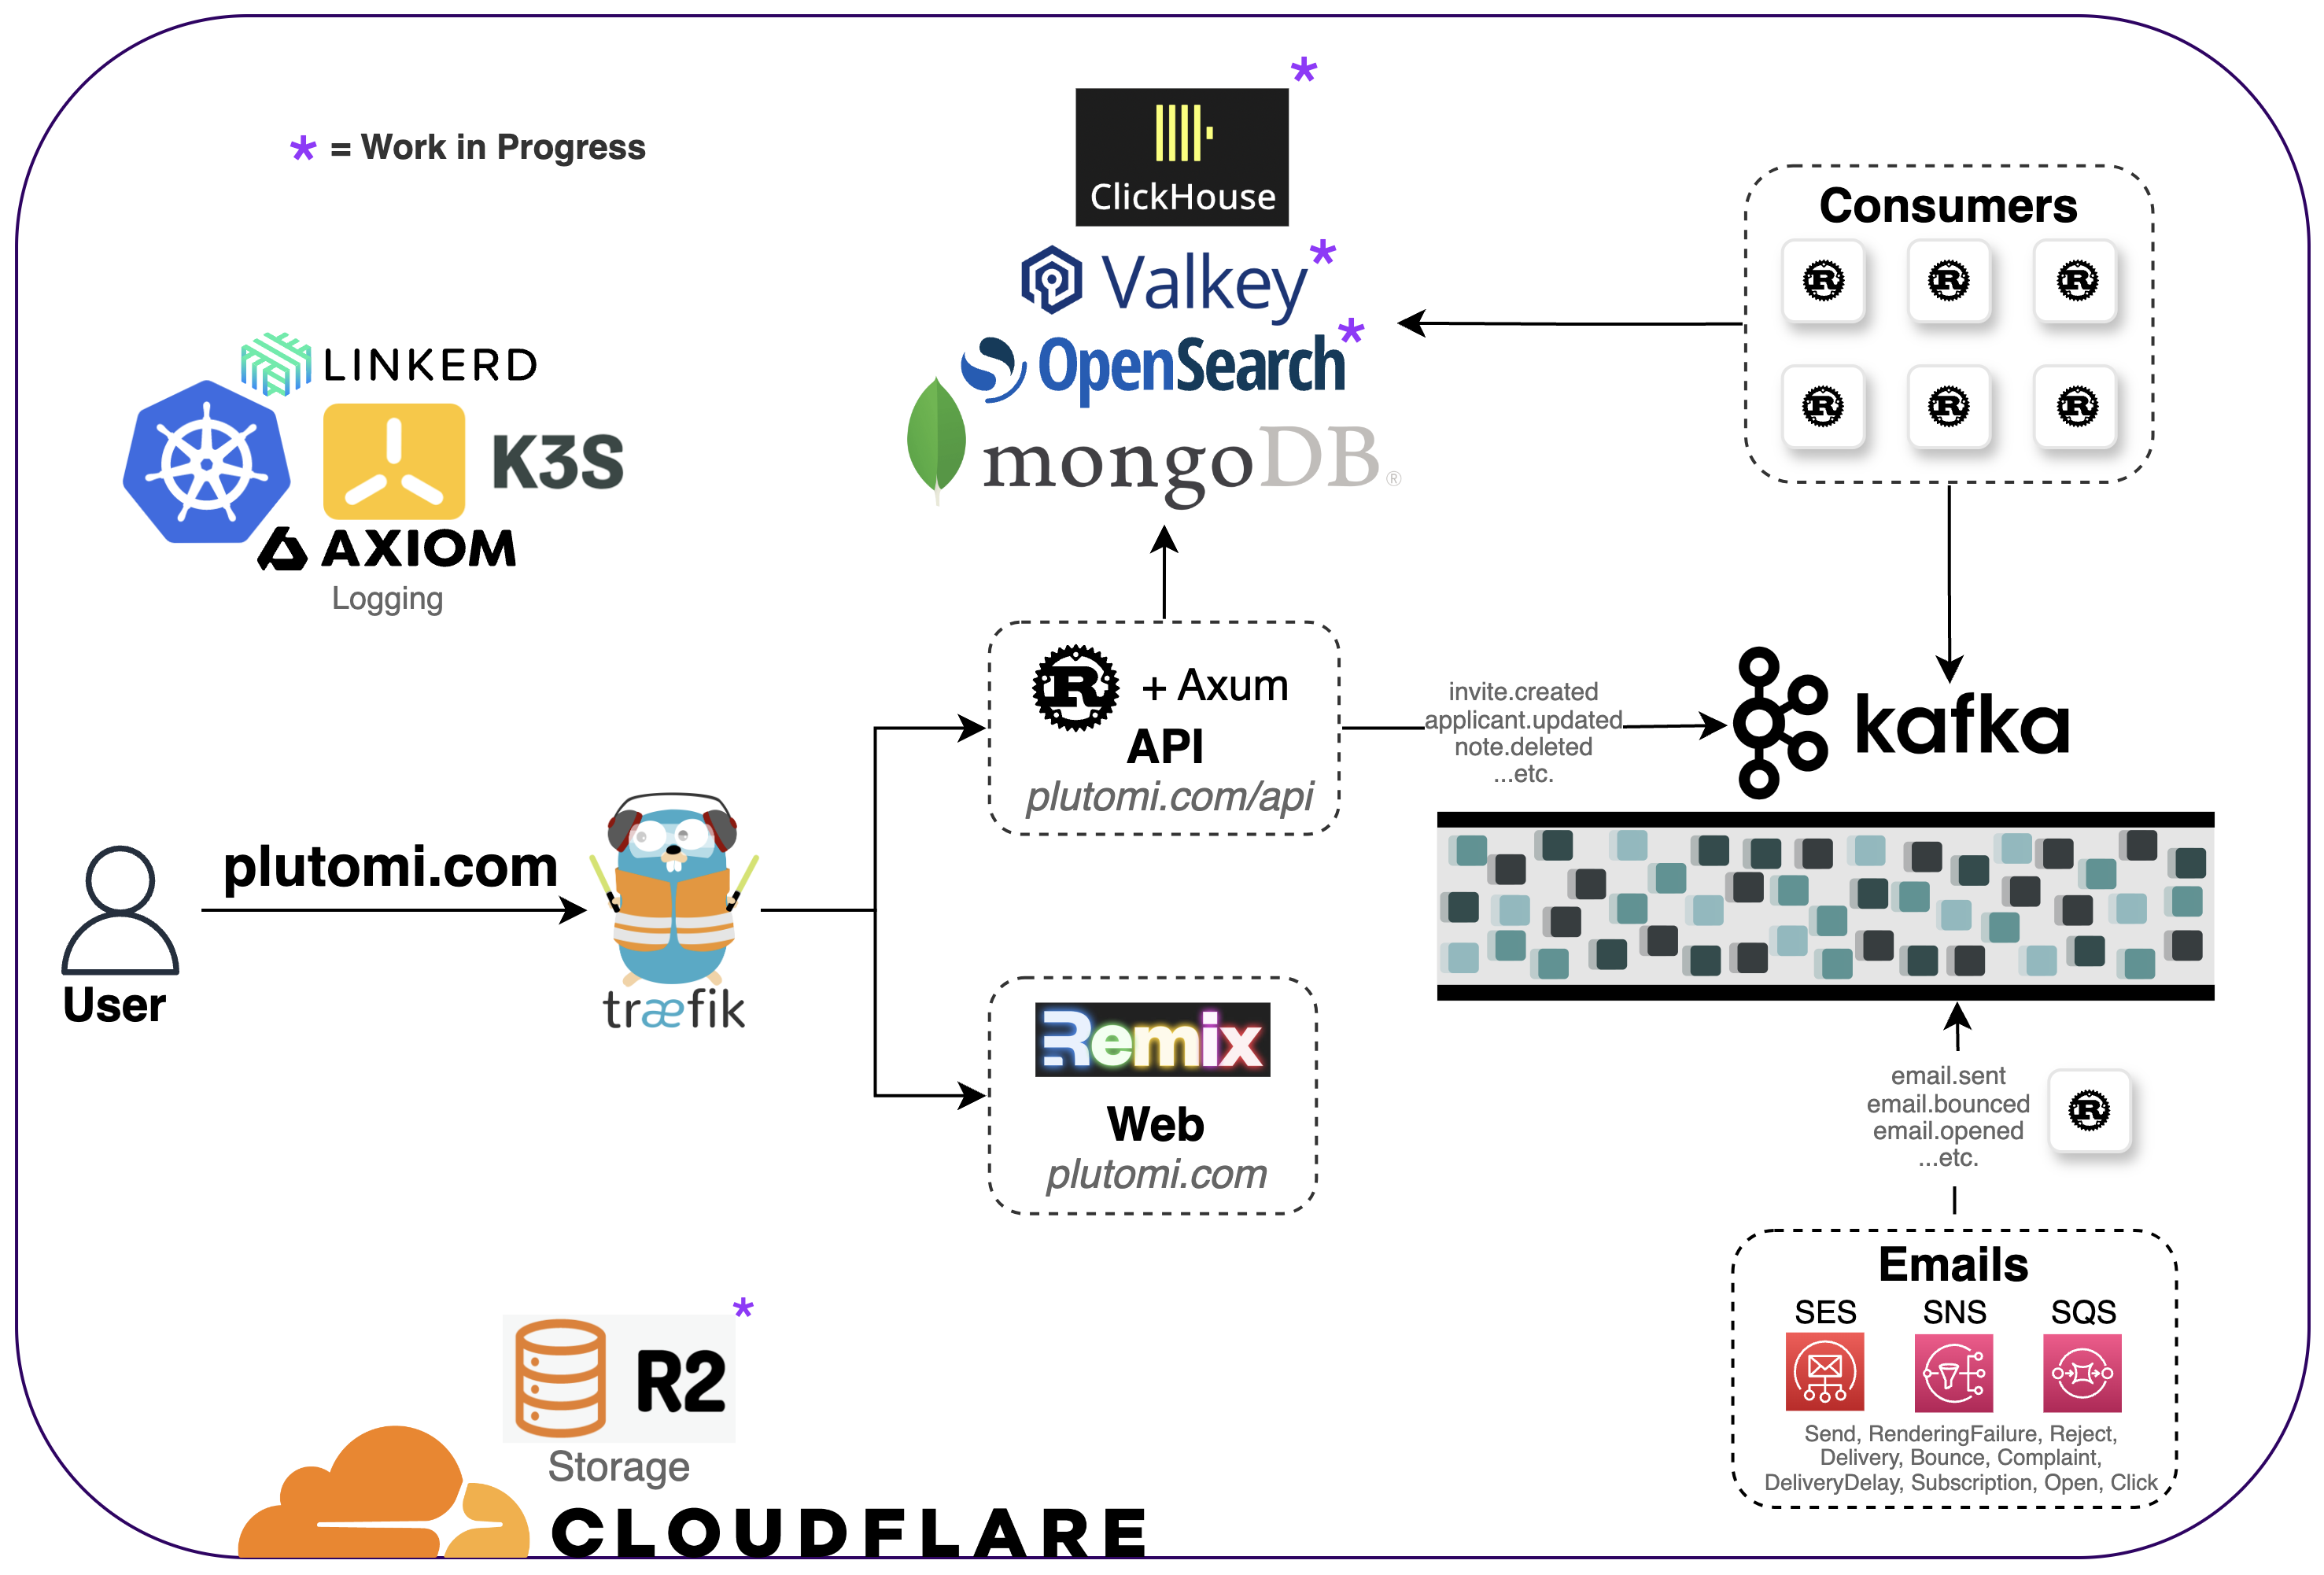 * = Work in Progress
*
ClickHouse
Valkey*
OpenSearch*
mongoDB®
Consumers
R R R
R R R
LINKERD
K3S
AXIOM
Logging
R + Axum
API
plutomi.com/api
invite.created
applicant.updated
note.deleted
...etc.
kafka
plutomi.com
User
træfik
Remix
Web
plutomi.com
email.sent
email.bounced
email.opened
...etc.
R
Emails
SES SNS SQS
Send, RenderingFailure, Reject,
Delivery, Bounce, Complaint,
DeliveryDelay, Subscription, Open, Click
*
R2
Storage
CLOUDFLARE